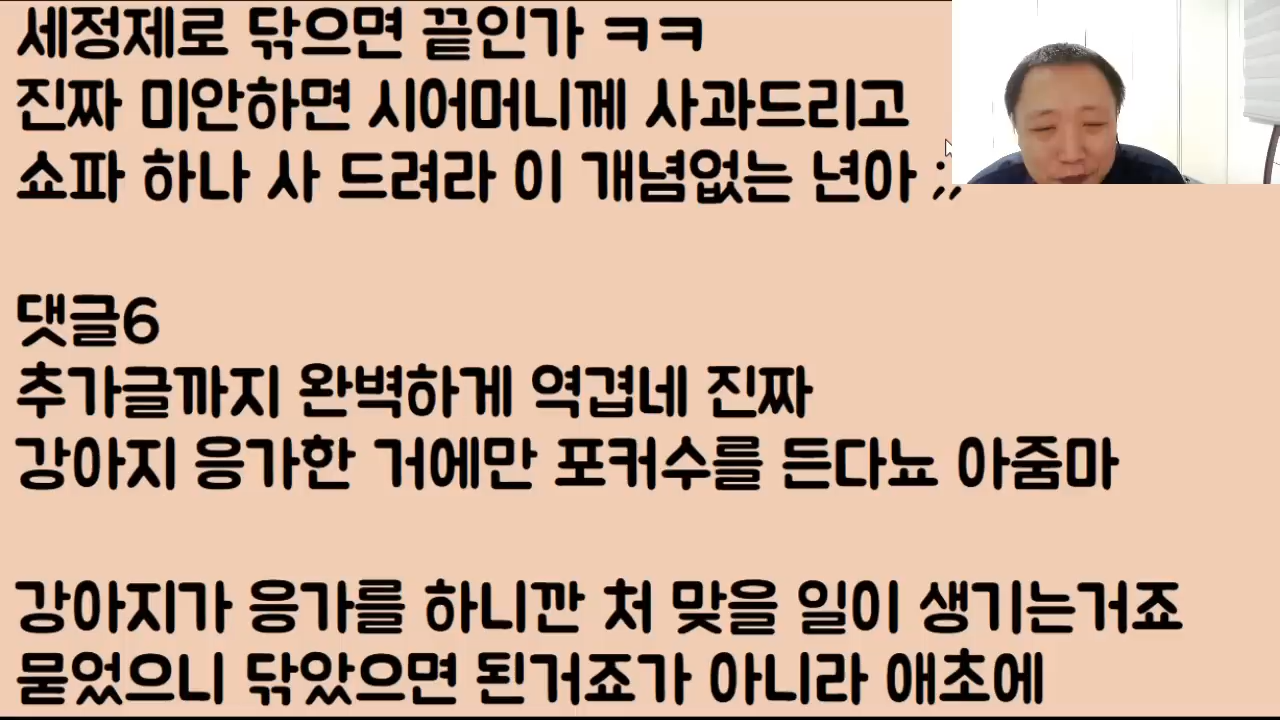 세정제로 닦으면 끝인가 ㅋㅋ
진짜 미안하면 시어머니께 사과드리고
쇼파 하나 사 드려라 이 개념없는 년아 ;;
댓글6
추가글까지 완벽하게 역겹네 진짜
강아지 응가한 거에만 포커수를 든다뇨 아줌마
강아지가 응가를 하니깐 처 맞을 일이 생기는거죠
묻었으니 닦았으면 된거죠가 아니라 애초에